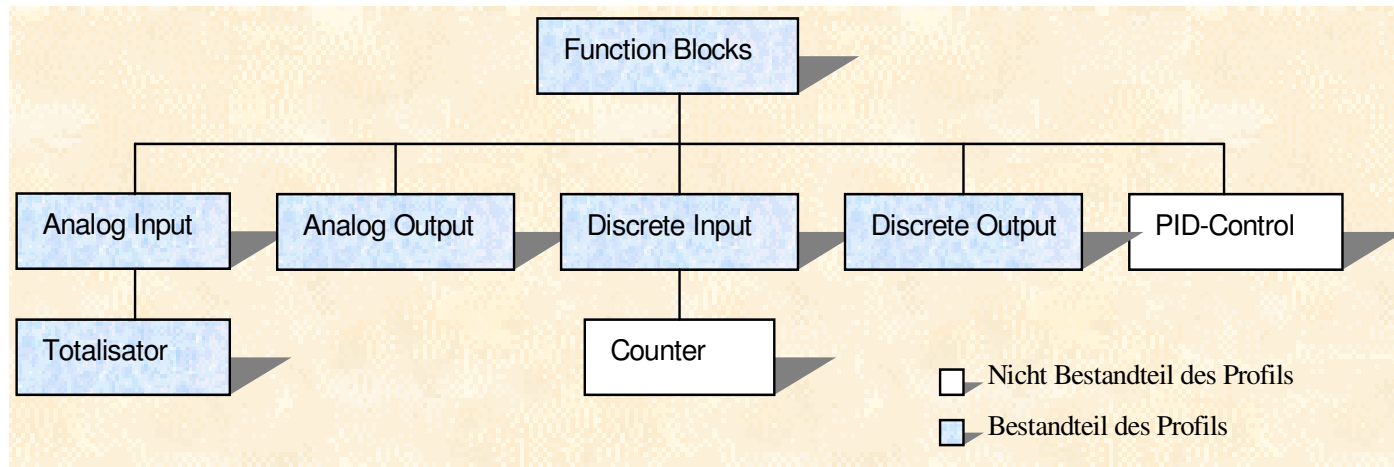 Function Blocks
Analog Input
Analog Output
Discrete Input
Discrete Output
PID-Control
Totalisator
Counter
Nicht Bestandteil des Profils
Bestandteil des Profils